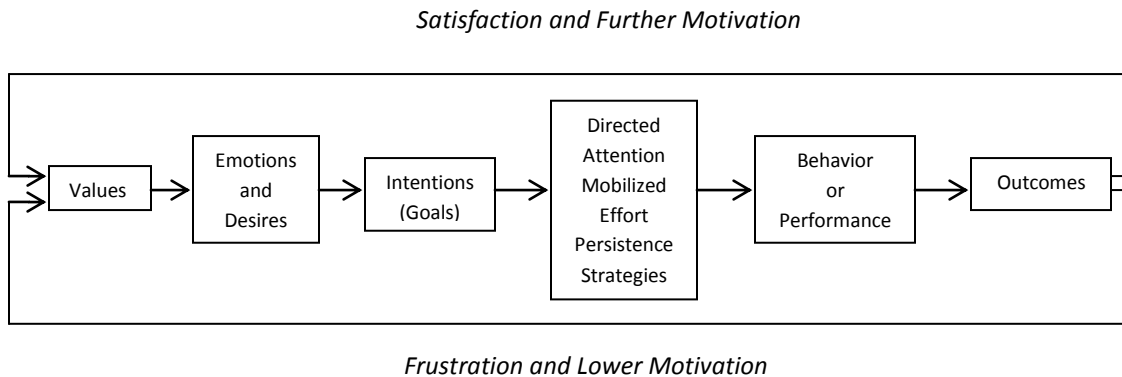 Satisfaction and Further Motivation
Values
Emotions
and
Desires
Intentions
(Goals)
Directed
Attention
Mobilized
Effort
Persistence
Strategies
Behavior
or
Performance
Outcomes
Frustration and Lower Motivation